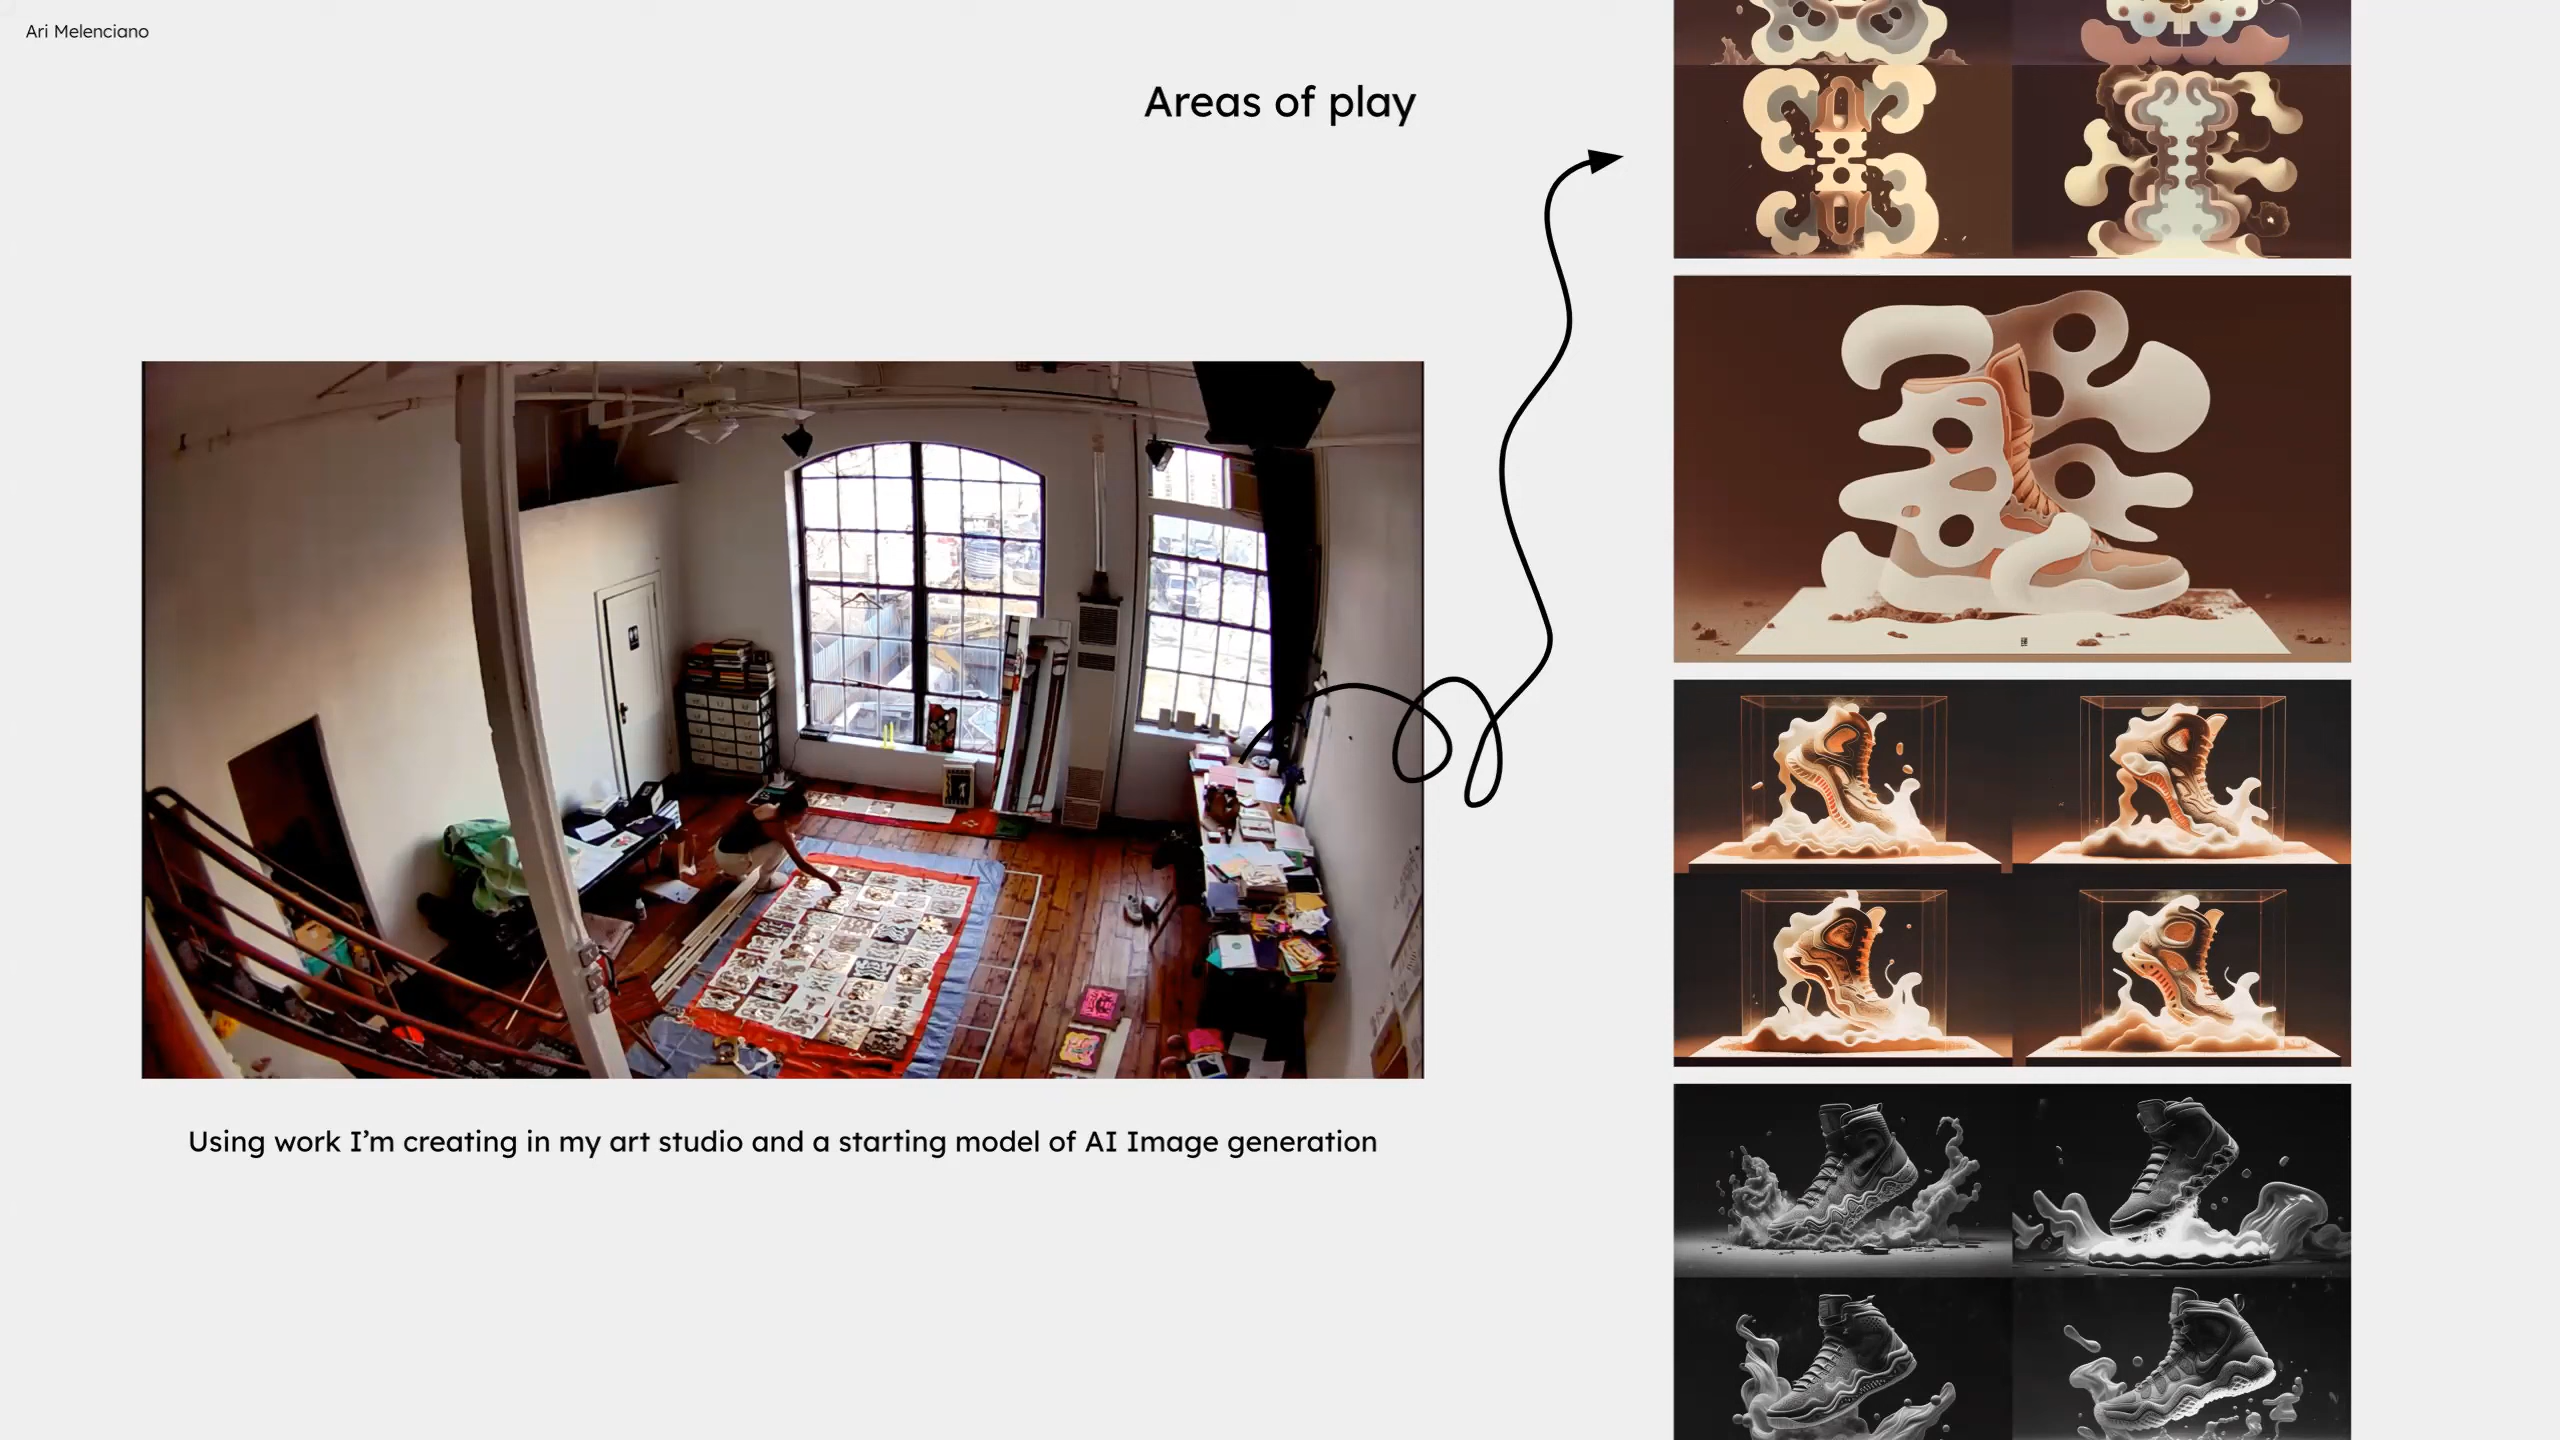 Ari Melenciano
Areas of play
Using work I'm creating in my art studio and a starting model of AI Image generation